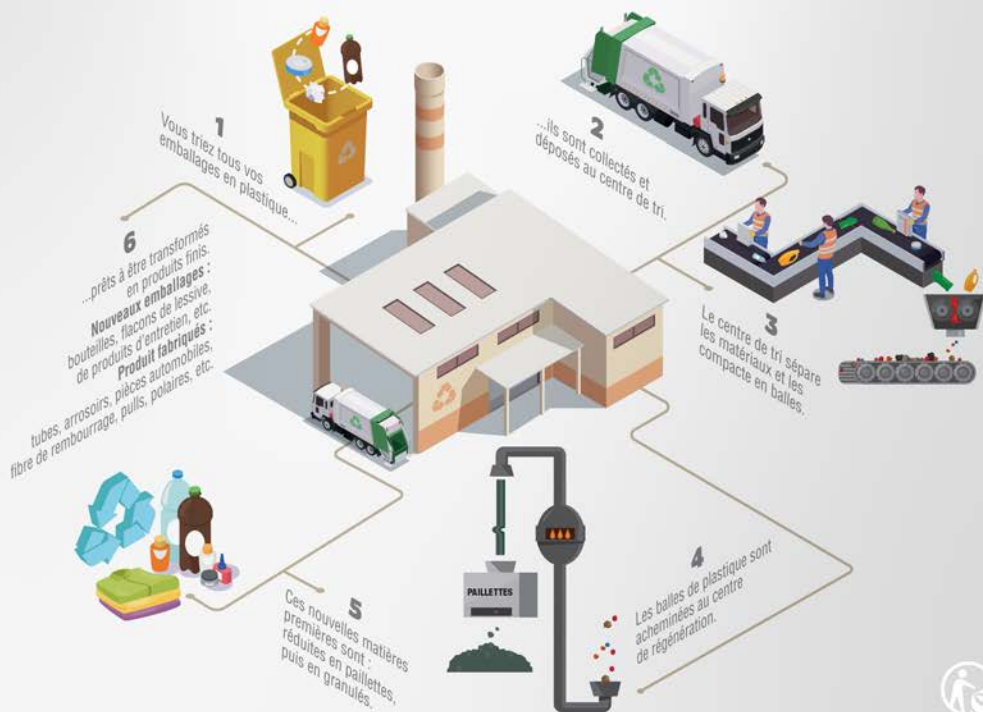 1
Vous triez tous vos
emballages en plastique...
2
...ils sont collectés et
déposés au centre de tri.
3
Le centre de tri sépare
les matériaux et les
compacte en balles.
4
Les balles de plastique sont
acheminées au centre
de régénération.
PAILLETTES
5
Ces nouvelles matières
premières sont :
réduites en paillettes,
puis en granulés.
6
...prêts à être transformés
en produits finis.
Nouveaux emballages :
bouteilles, flacons de lessive,
de produits d'entretien, etc.
Produit fabriqués :
tubes, arrosoirs, pièces automobiles,
fibre de rembourrage, pulls, polaires, etc.